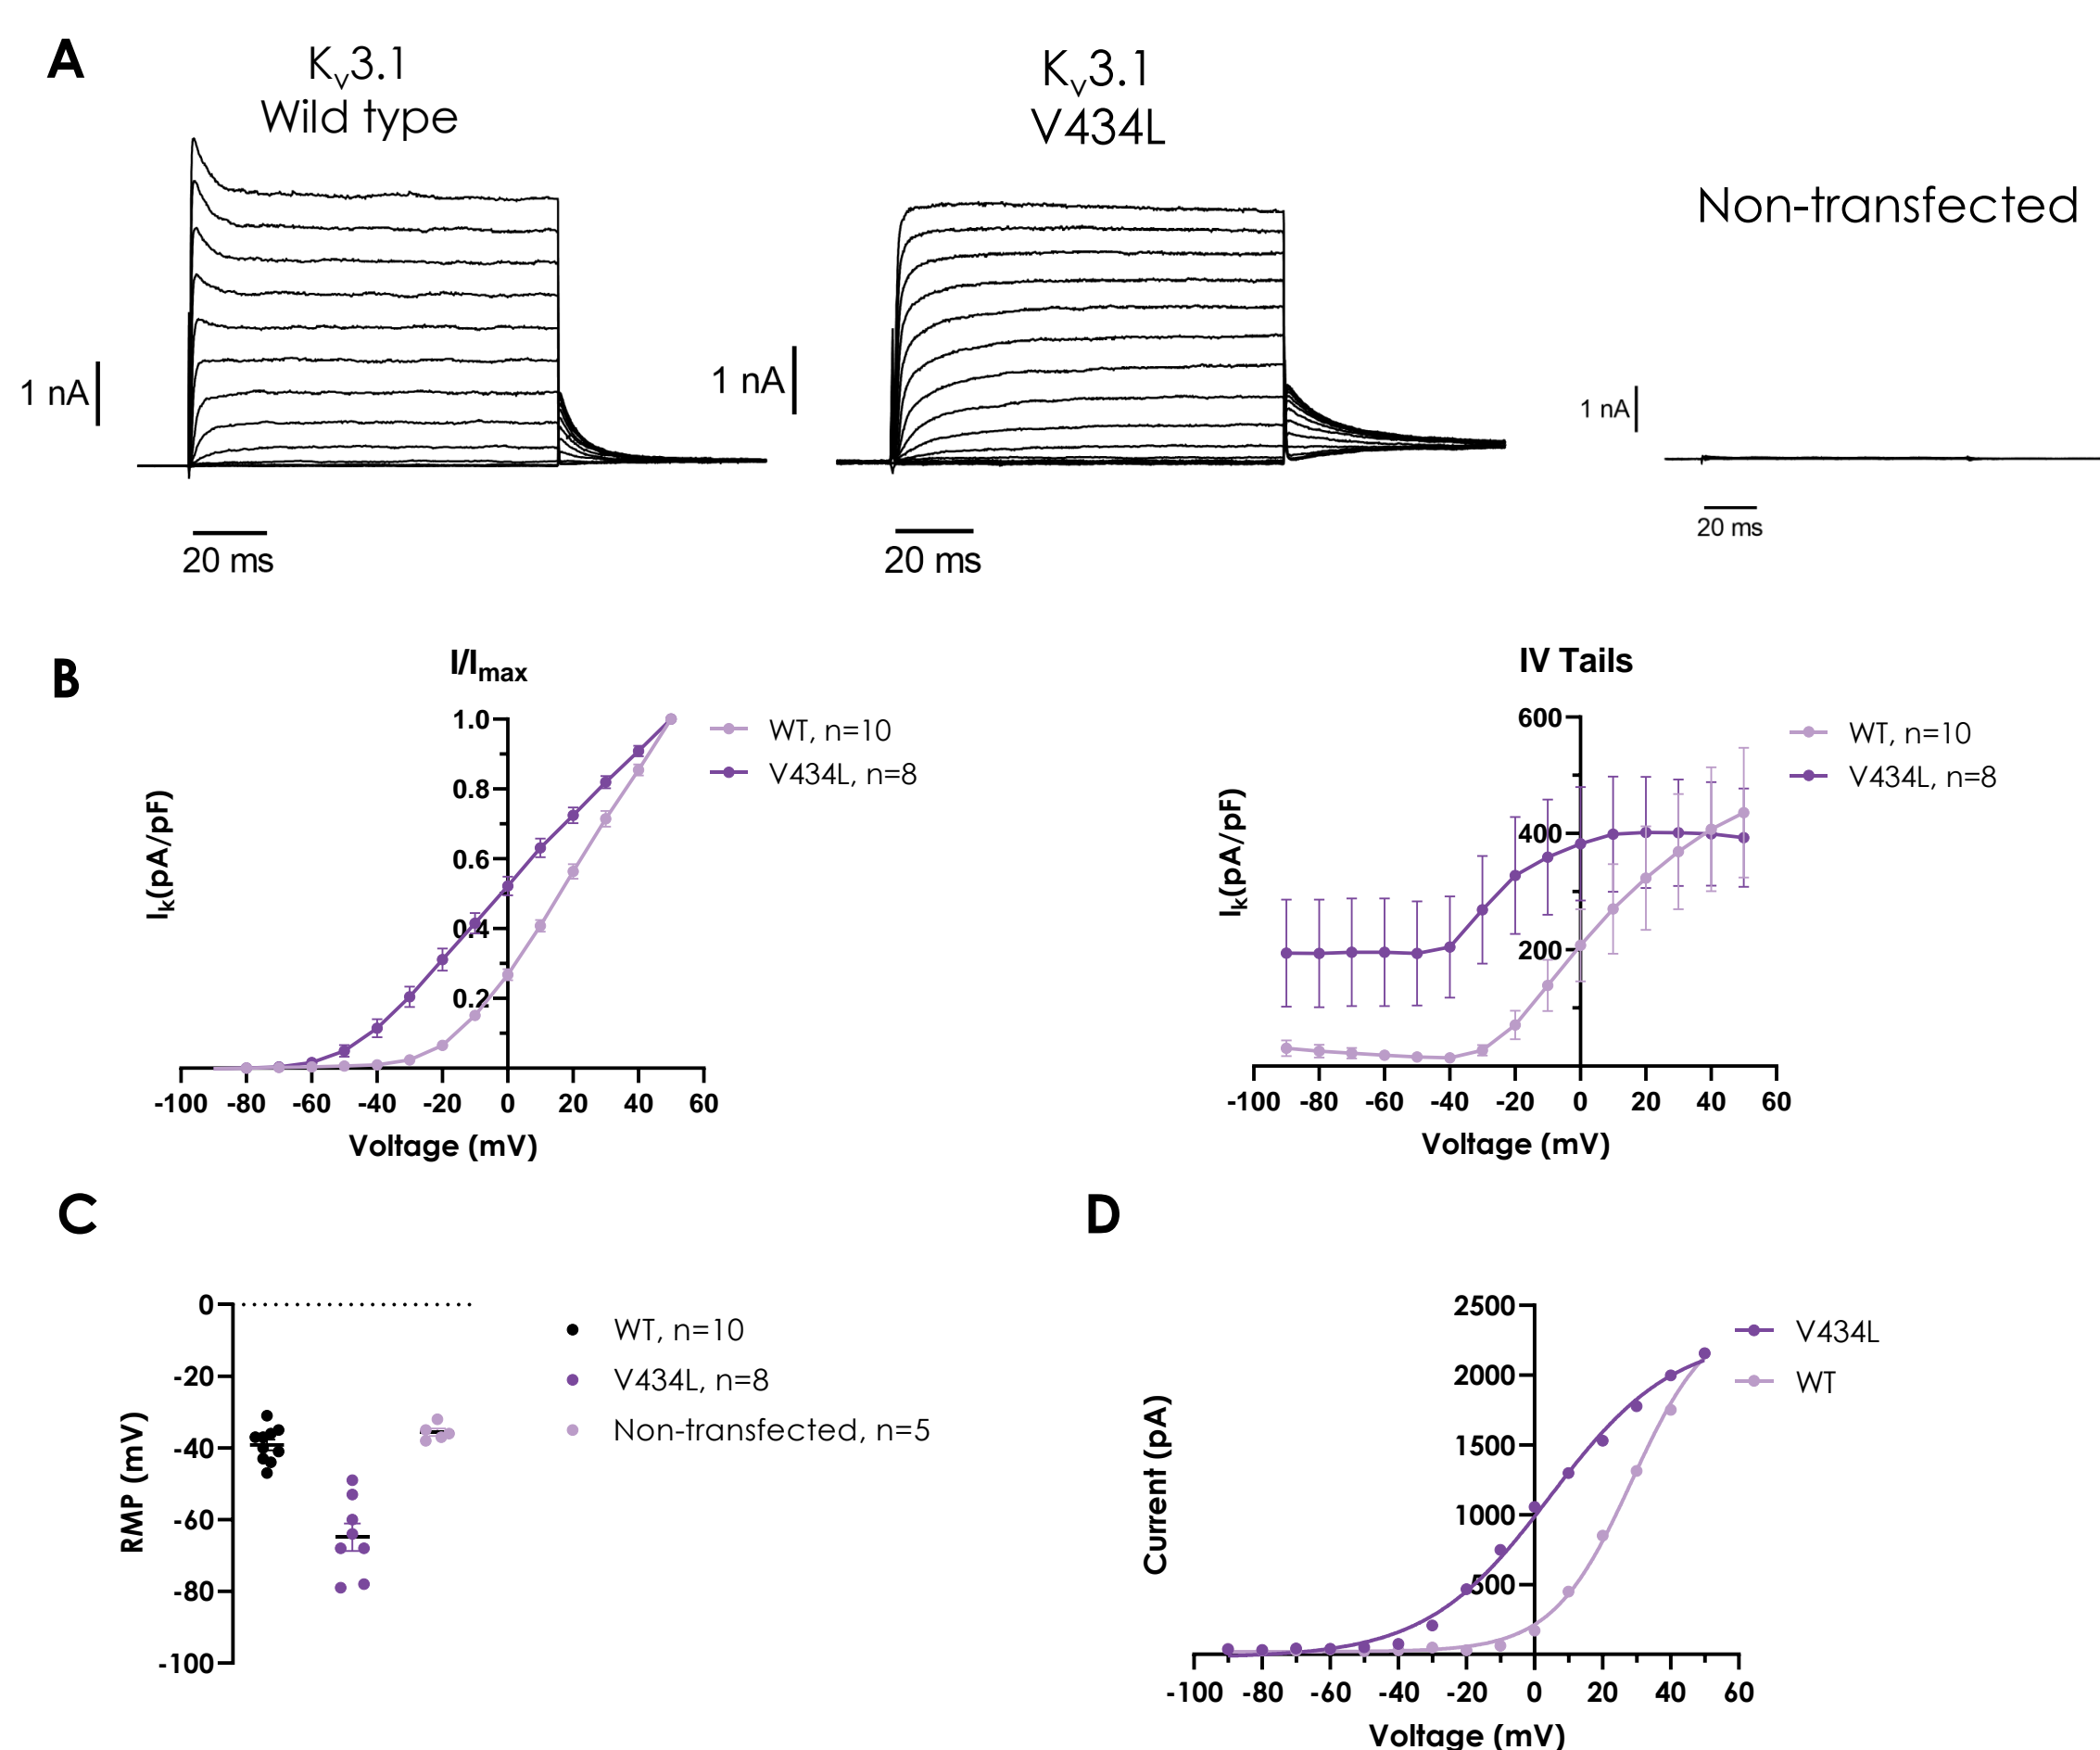 A
Kv3.1
Wild type
Kv3.1
V434L
Non-transfected
1 nA
1 nA
1 nA
20 ms
20 ms
20 ms
B
I/Imax
Ik(pA/pF)
1.0
0.8
0.6
0.4
0.2
-100 -80 -60 -40 -20 0 20 40 60
Voltage (mV)
WT, n=10
V434L, n=8
IV Tails
Ik(pA/pF)
600
400
200
-100 -80 -60 -40 -20 0 20 40 60
Voltage (mV)
WT, n=10
V434L, n=8
C
RMP (mV)
0
-20
-40
-60
-80
-100
WT, n=10
V434L, n=8
Non-transfected, n=5
D
Current (pA)
2500
2000
1500
1000
500
-100 -80 -60 -40 -20 0 20 40 60
Voltage (mV)
V434L
WT